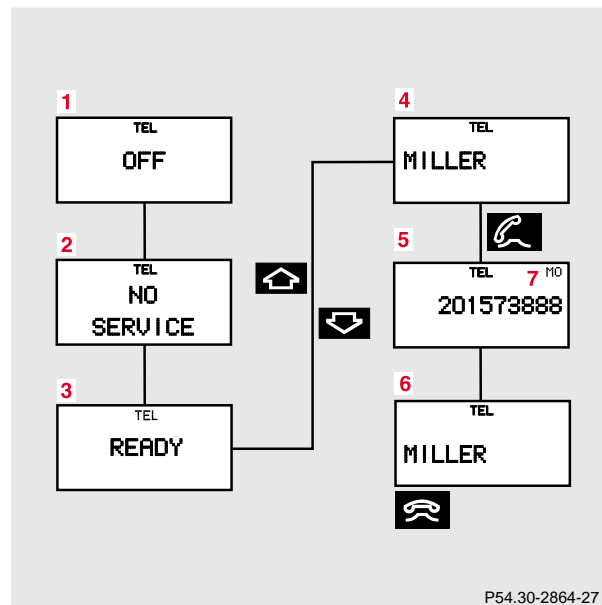 1
TEL
OFF
2
TEL
NO
SERVICE
3
TEL
READY
4
TEL
MILLER
5
TEL
7 MO
201573888
6
TEL
MILLER
P54.30-2864-27